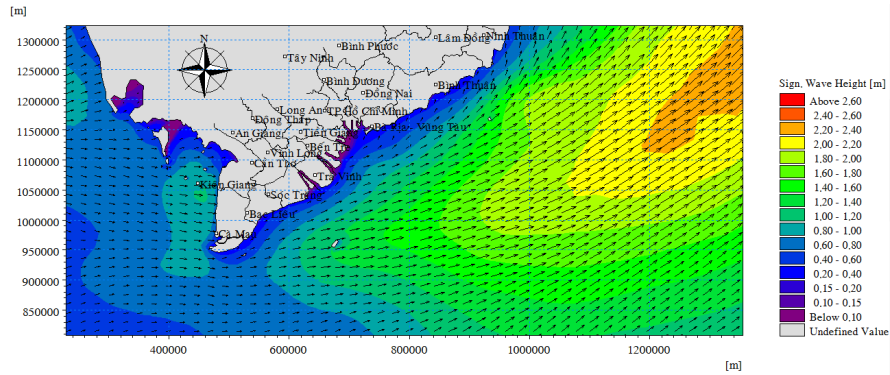 [m]
1300000
1250000
1200000
1150000
1100000
1050000
1000000
950000
900000
850000
400000
600000
800000
1000000
1200000
[m]
N
Bình Phước
Lâm Đồng
Ninh Thuận
Tây Ninh
Bình Dương
Đồng Nai
Bình Thuận
Long An
TP Hồ Chí Minh
Đồng Tháp
An Giang
Tiền Giang
Bà Rịa - Vũng Tàu
Bến Tre
Vĩnh Long
Cần Thơ
Trà Vinh
Kiên Giang
Sóc Trăng
Bạc Liêu
Cà Mau
Sign. Wave Height [m]
Above 2.60
2.40 - 2.60
2.20 - 2.40
2.00 - 2.20
1.80 - 2.00
1.60 - 1.80
1.40 - 1.60
1.20 - 1.40
1.00 - 1.20
0.80 - 1.00
0.60 - 0.80
0.40 - 0.60
0.20 - 0.40
0.15 - 0.20
0.10 - 0.15
Below 0.10
Undefined Value